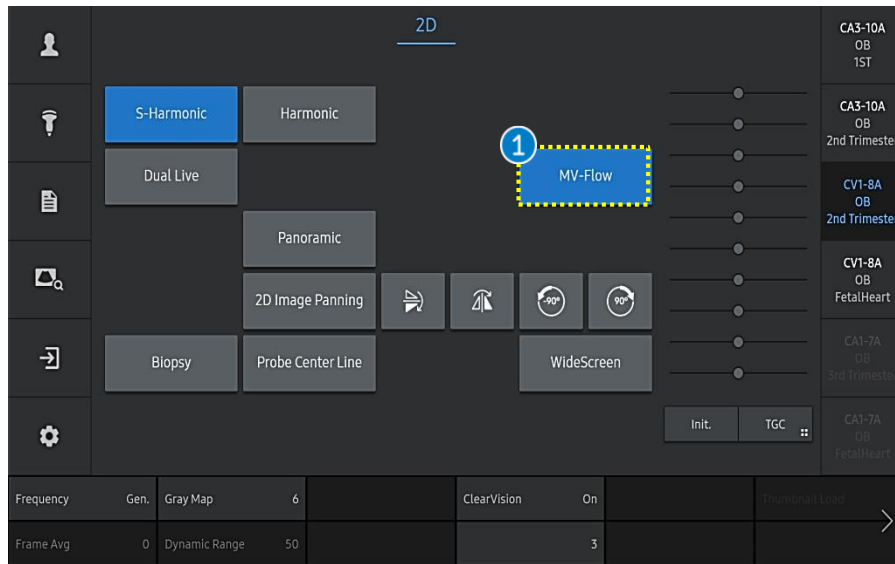 2D
CA3-10A
OB
1ST
S-Harmonic
Harmonic
CA3-10A
OB
2nd Trimeste
1
Dual Live
MV-Flow
CV1-8A
OB
2nd Trimeste
Panoramic
CV1-8A
OB
FetalHeart
2D Image Panning
-90°
90°
Biopsy
Probe Center Line
WideScreen
CA1-7A
OB
3rd Trimeste
Init.
TGC
CA1-7A
OB
FetalHeart
Frequency Gen. Gray Map 6 ClearVision On Thumbnail Load
Frame Avg 0 Dynamic Range 50 3